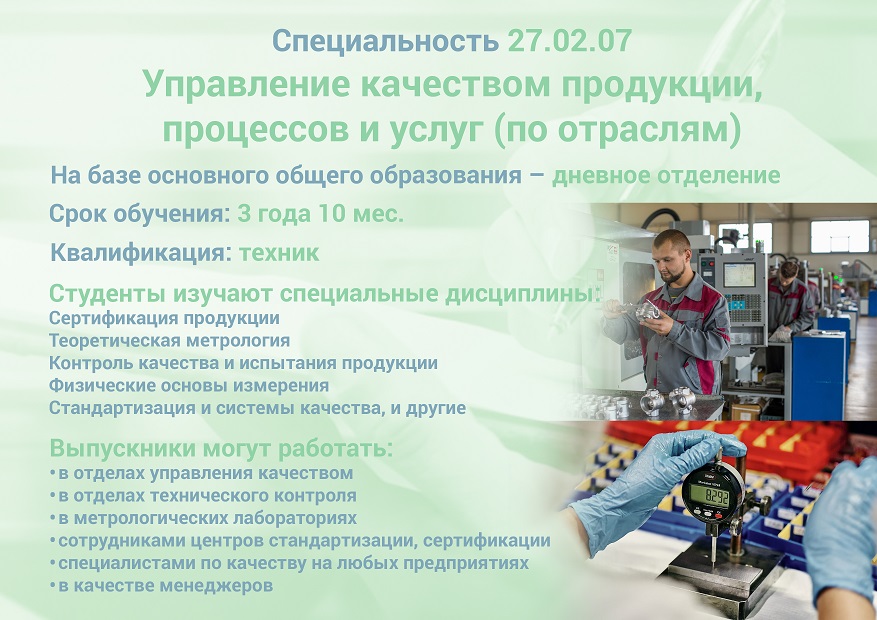 Специальность 27.02.07
Управление качеством продукции,
процессов и услуг (по отраслям)
На базе основного общего образования – дневное отделение
Срок обучения: 3 года 10 мес.
Квалификация: техник
Студенты изучают специальные дисциплины:
Сертификация продукции
Теоретическая метрология
Контроль качества и испытания продукции
Физические основы измерения
Стандартизация и системы качества, и другие
Выпускники могут работать:
• в отделах управления качеством
• в отделах технического контроля
• в метрологических лабораториях
• сотрудниками центров стандартизации, сертификации
• специалистами по качеству на любых предприятиях
• в качестве менеджеров
8.292